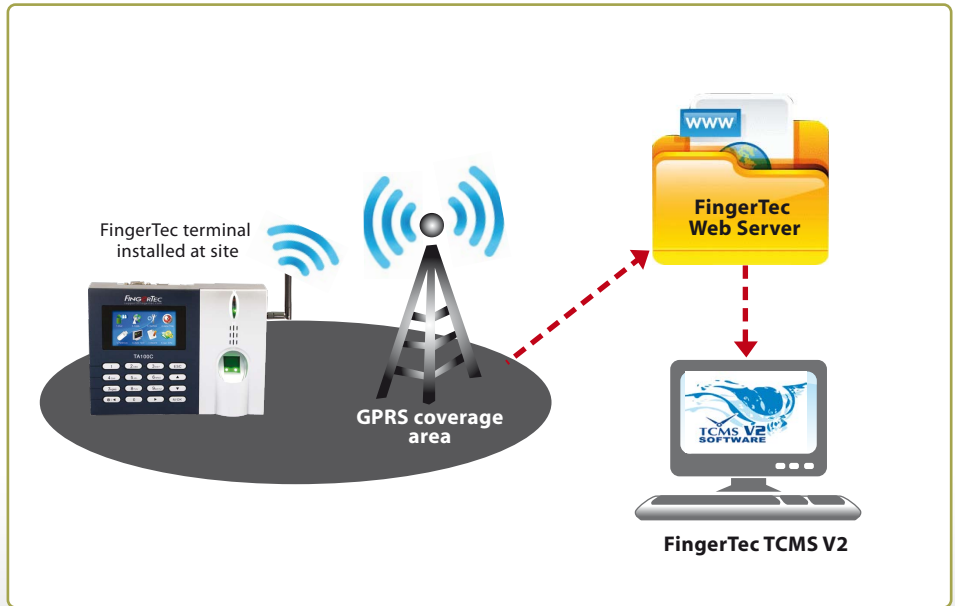 FingerTec terminal
installed at site
FINGERTEC
TA100C
GPRS coverage
area
www
FingerTec
Web Server
TCMS V2
SOFTWARE
FingerTec TCMS V2